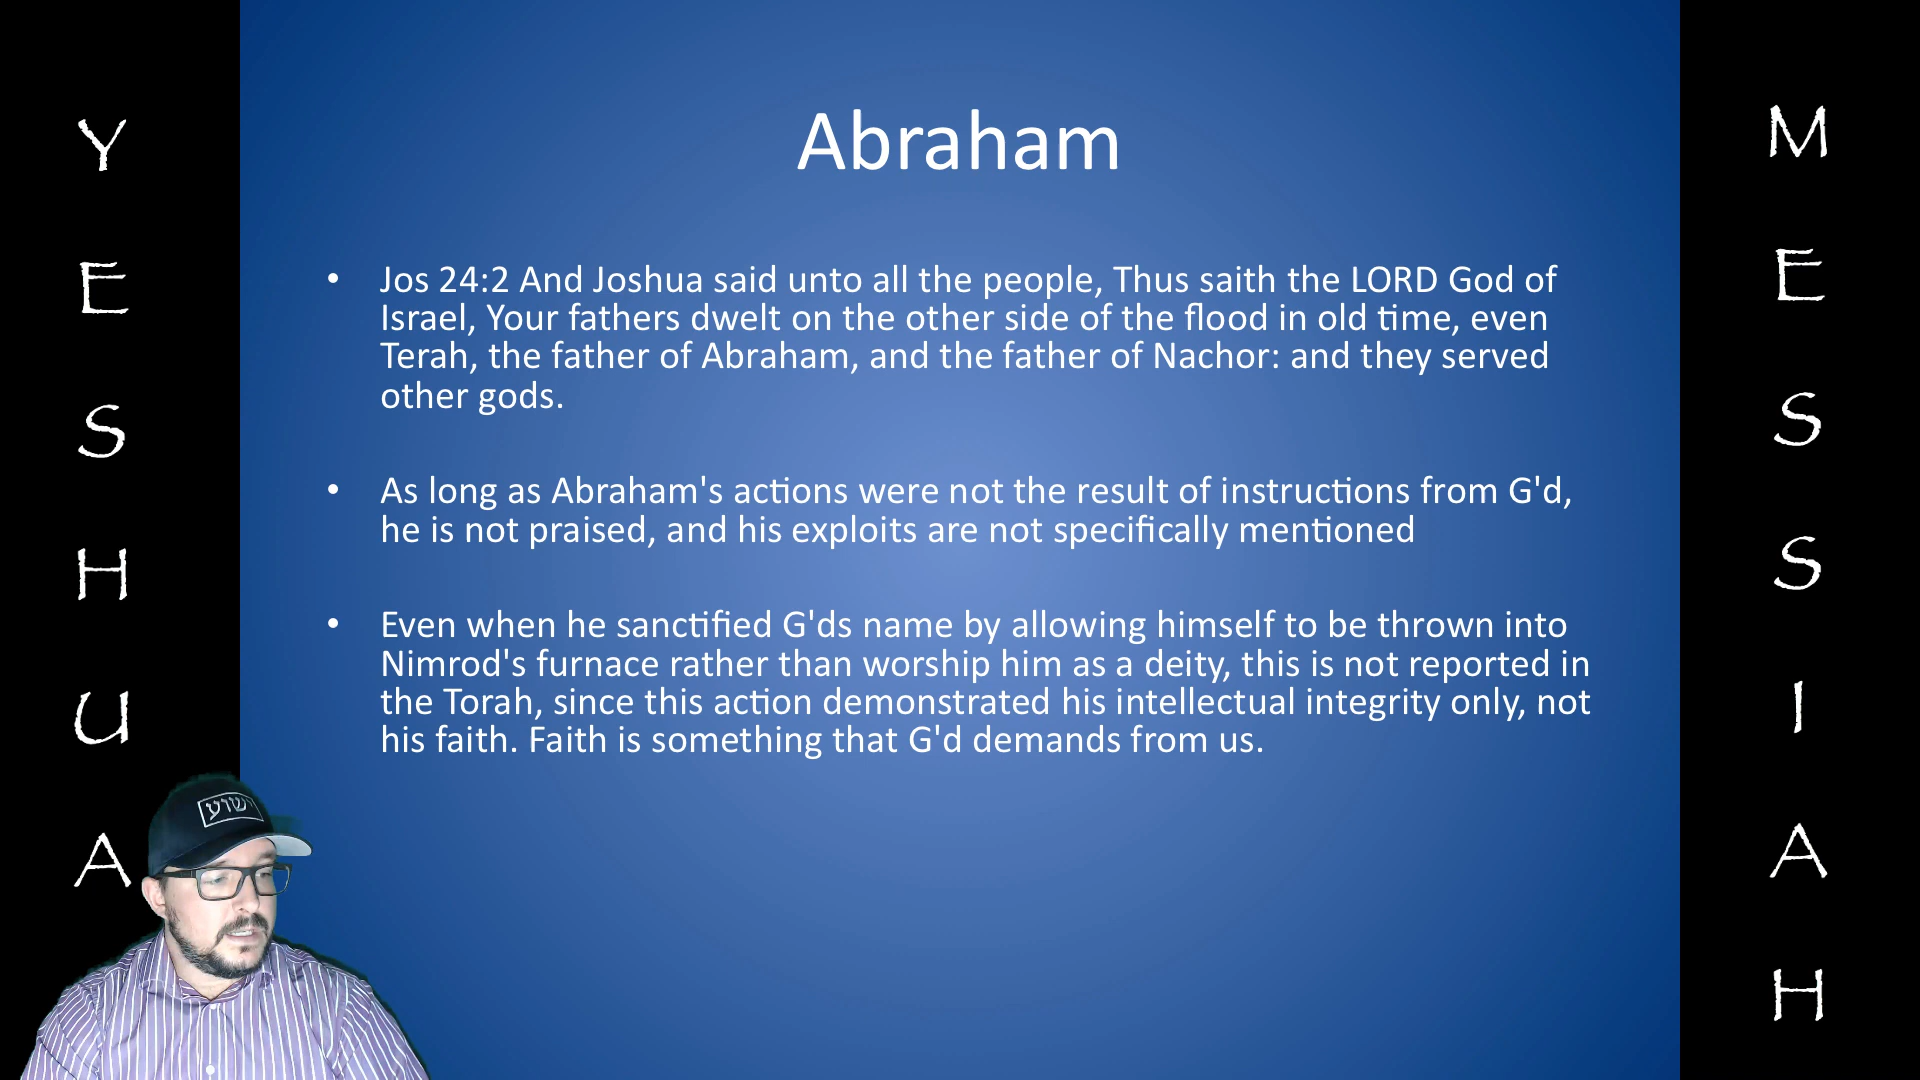 Abraham
• Jos 24:2 And Joshua said unto all the people, Thus saith the LORD God of
Israel, Your fathers dwelt on the other side of the flood in old time, even
Terah, the father of Abraham, and the father of Nachor: and they served
other gods.
• As long as Abraham's actions were not the result of instructions from G'd,
he is not praised, and his exploits are not specifically mentioned
• Even when he sanctified G'ds name by allowing himself to be thrown into
Nimrod's furnace rather than worship him as a deity, this is not reported in
the Torah, since this action demonstrated his intellectual integrity only, not
his faith. Faith is something that G'd demands from us.
Y
E
S
H
U
A
M
E
S
S
I
A
H
ישוע